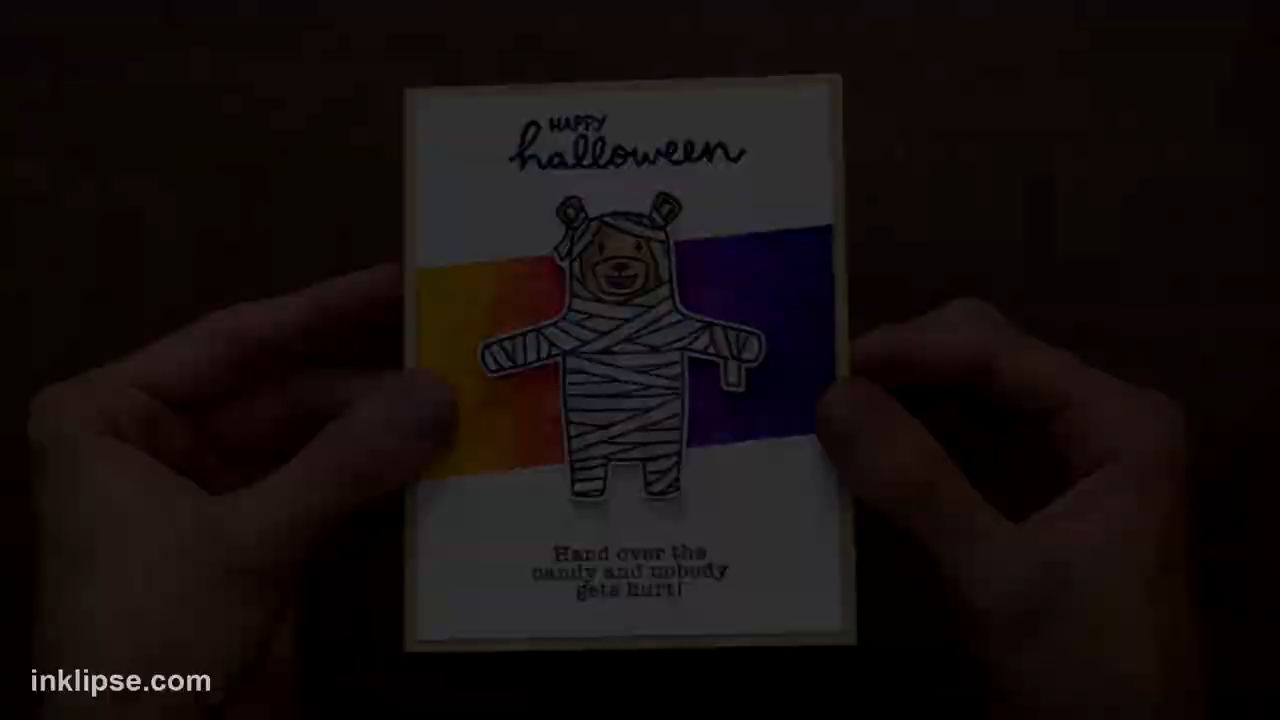 HAPPY
halloween
Hand over the
candy and nobody
gets hurt!
inklipse.com